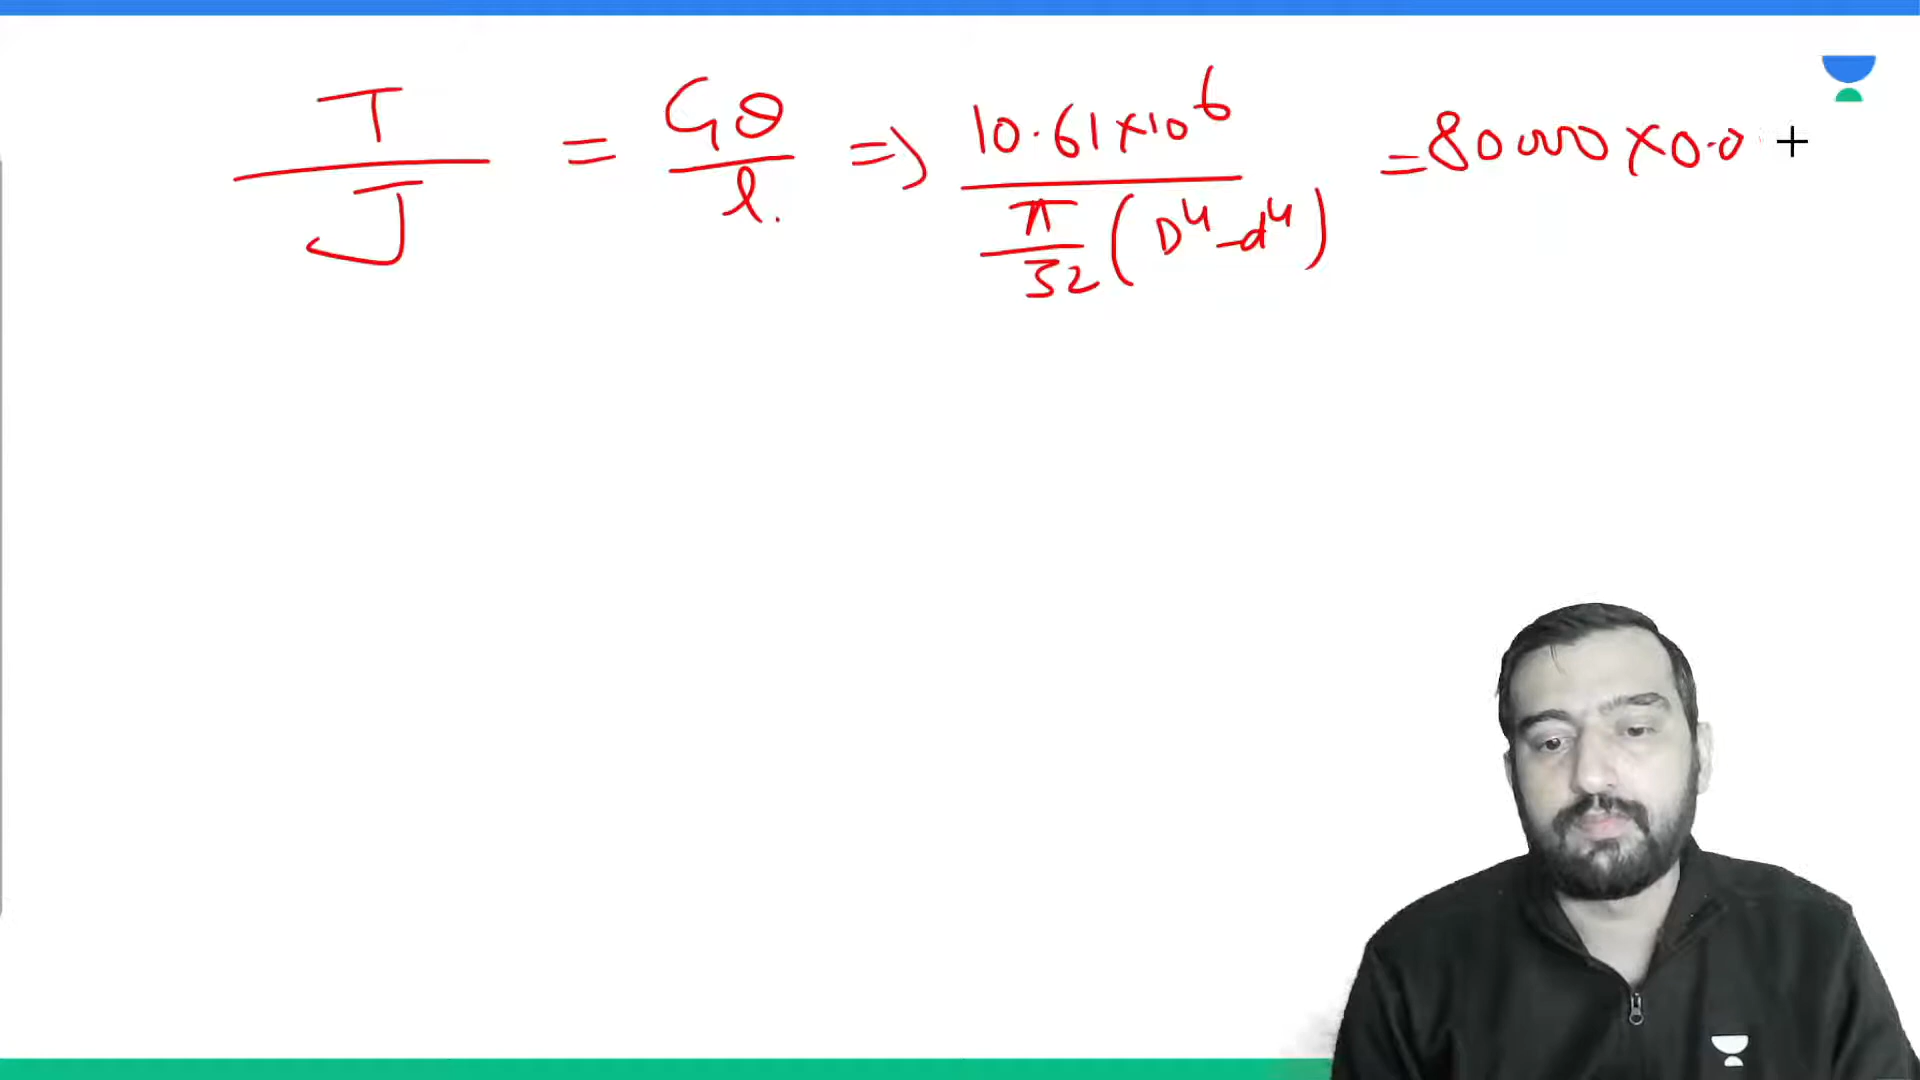 T/J = Gθ/l. ⇒ 10.61×10⁶/(π/32 (D⁴-d⁴)) = 80000×0.0